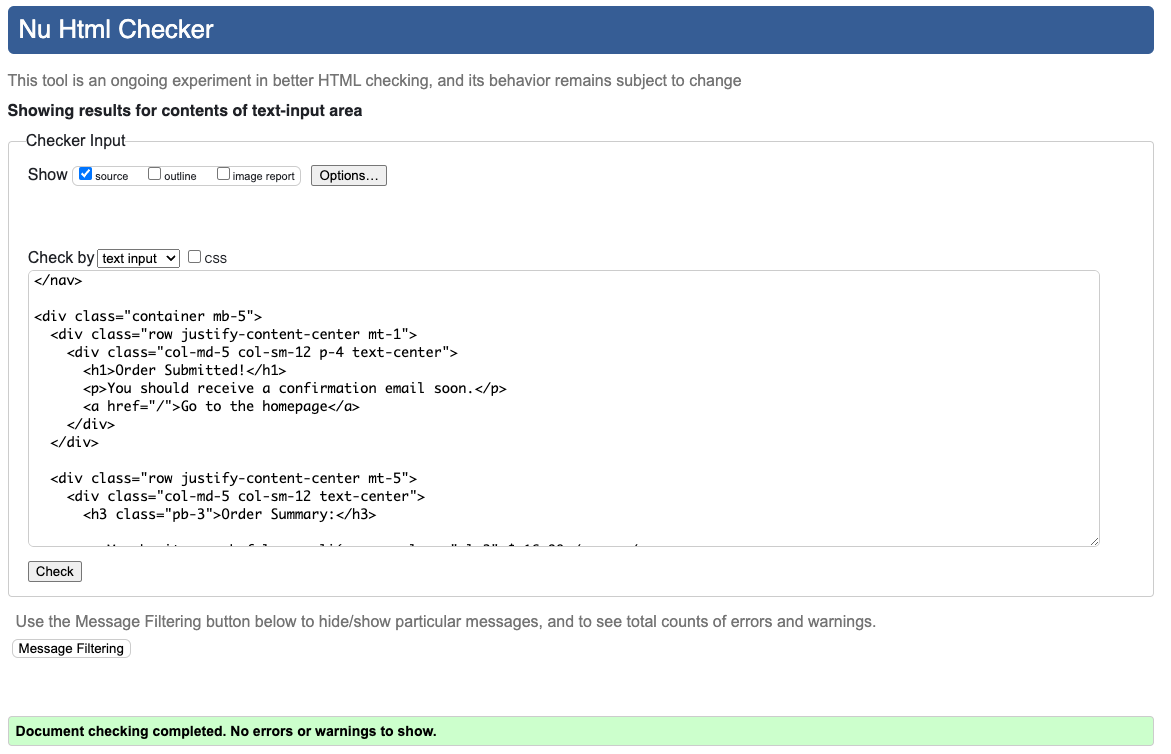 Nu Html Checker
This tool is an ongoing experiment in better HTML checking, and its behavior remains subject to change
Showing results for contents of text-input area
Checker Input
Show source outline image report Options...
Check by text input css
</nav>
<div class="container mb-5">
<div class="row justify-content-center mt-1">
<div class="col-md-5 col-sm-12 p-4 text-center">
<h1>Order Submitted!</h1>
<p>You should receive a confirmation email soon.</p>
<a href="/">Go to the homepage</a>
</div>
</div>
<div class="row justify-content-center mt-5">
<div class="col-md-5 col-sm-12 text-center">
<h3 class="pb-3">Order Summary:</h3>
Check
Use the Message Filtering button below to hide/show particular messages, and to see total counts of errors and warnings.
Message Filtering
Document checking completed. No errors or warnings to show.